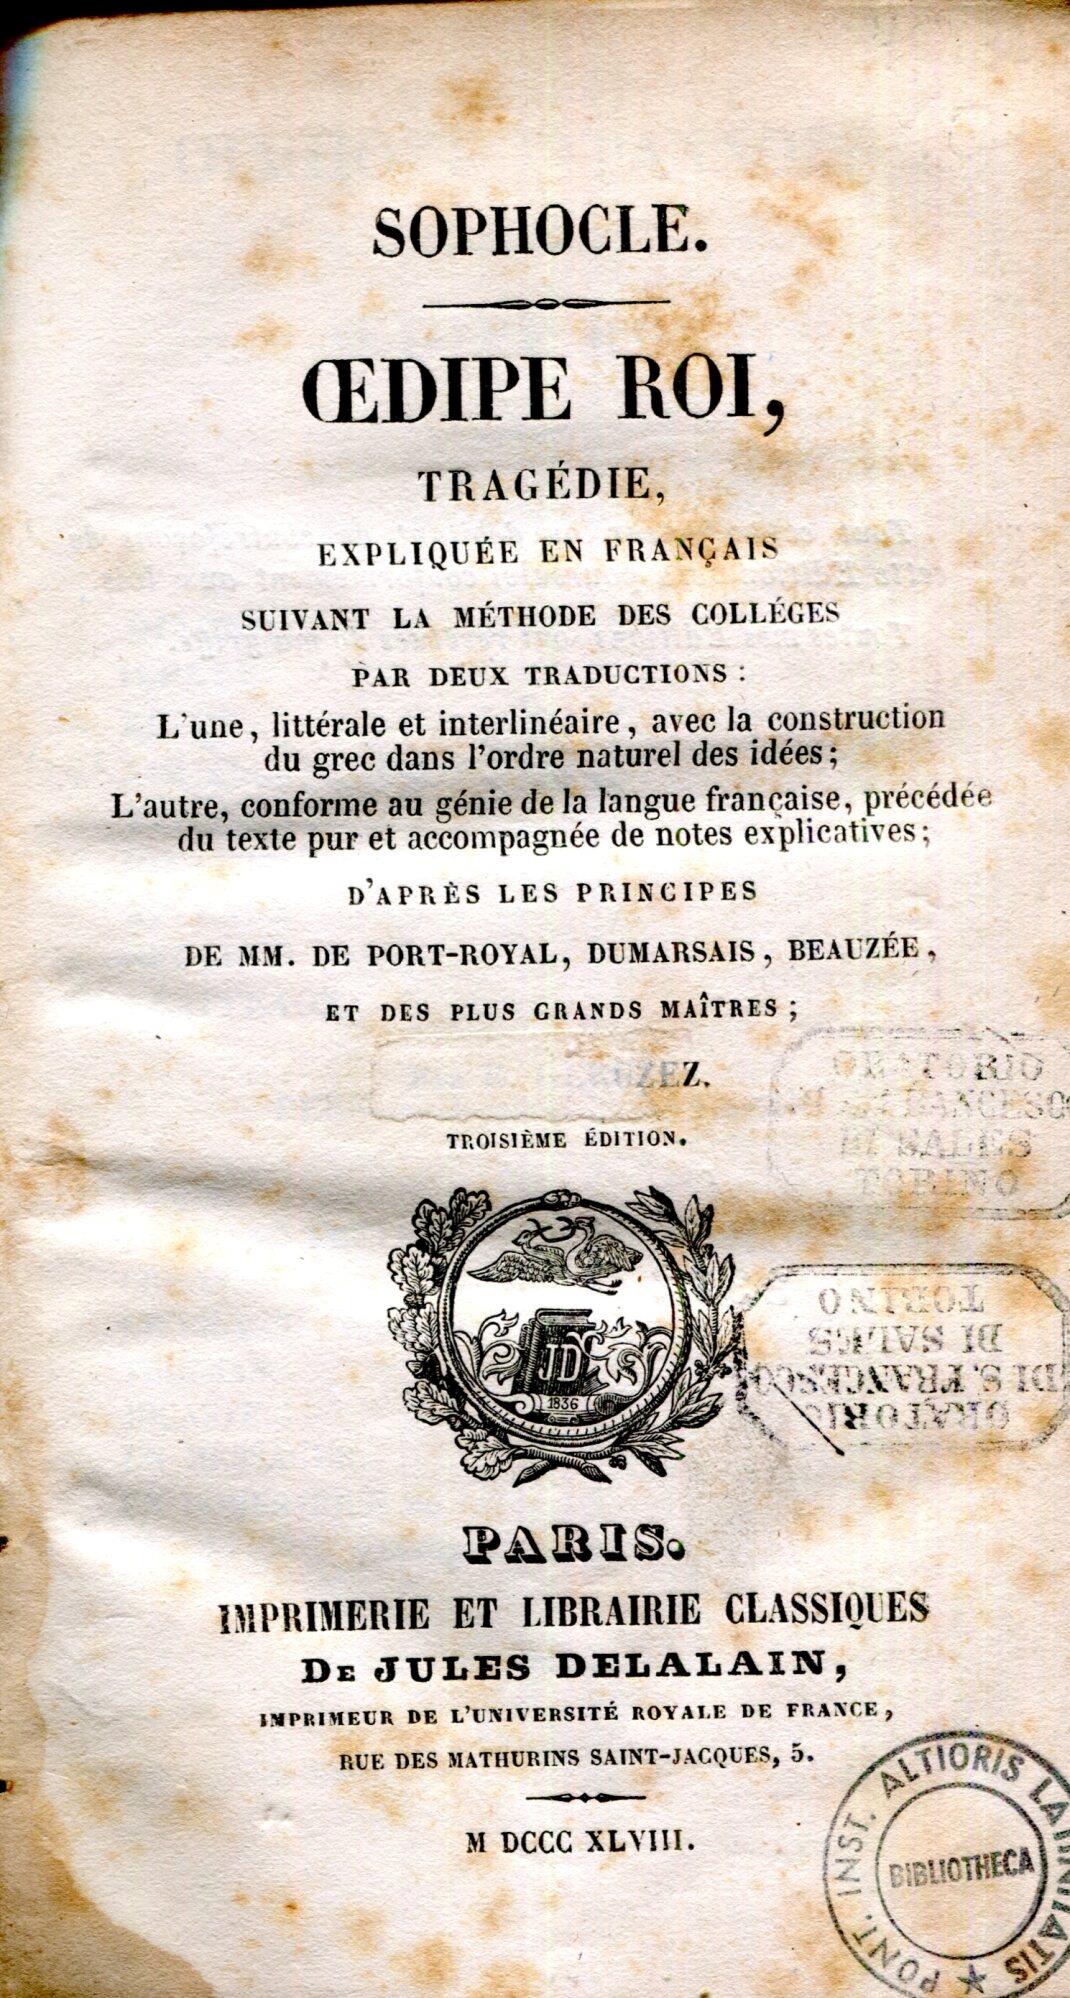 SOPHOCLE.
ŒDIPE ROI,
TRAGÉDIE,
EXPLIQUÉE EN FRANÇAIS
SUIVANT LA MÉTHODE DES COLLÉGES
PAR DEUX TRADUCTIONS :
L'une, littérale et interlinéaire, avec la construction
du grec dans l'ordre naturel des idées;
L'autre, conforme au génie de la langue française, précédée
du texte pur et accompagnée de notes explicatives;
D'APRÈS LES PRINCIPES
DE MM. DE PORT-ROYAL, DUMARSAIS, BEAUZÉE,
ET DES PLUS GRANDS MAÎTRES;
TROISIÈME ÉDITION.
ORATORIO
DI SALES
TORINO
JD
1836
ORATORIO
DI S. FRANCESCO
DI SALES
TORINO
PARIS.
IMPRIMERIE ET LIBRAIRIE CLASSIQUES
DE JULES DELALAIN,
IMPRIMEUR DE L'UNIVERSITÉ ROYALE DE FRANCE,
RUE DES MATHURINS SAINT-JACQUES, 5.
M DCCC XLVIII.
PONT. INST. ALTIORIS LATINITATIS
BIBLIOTHECA